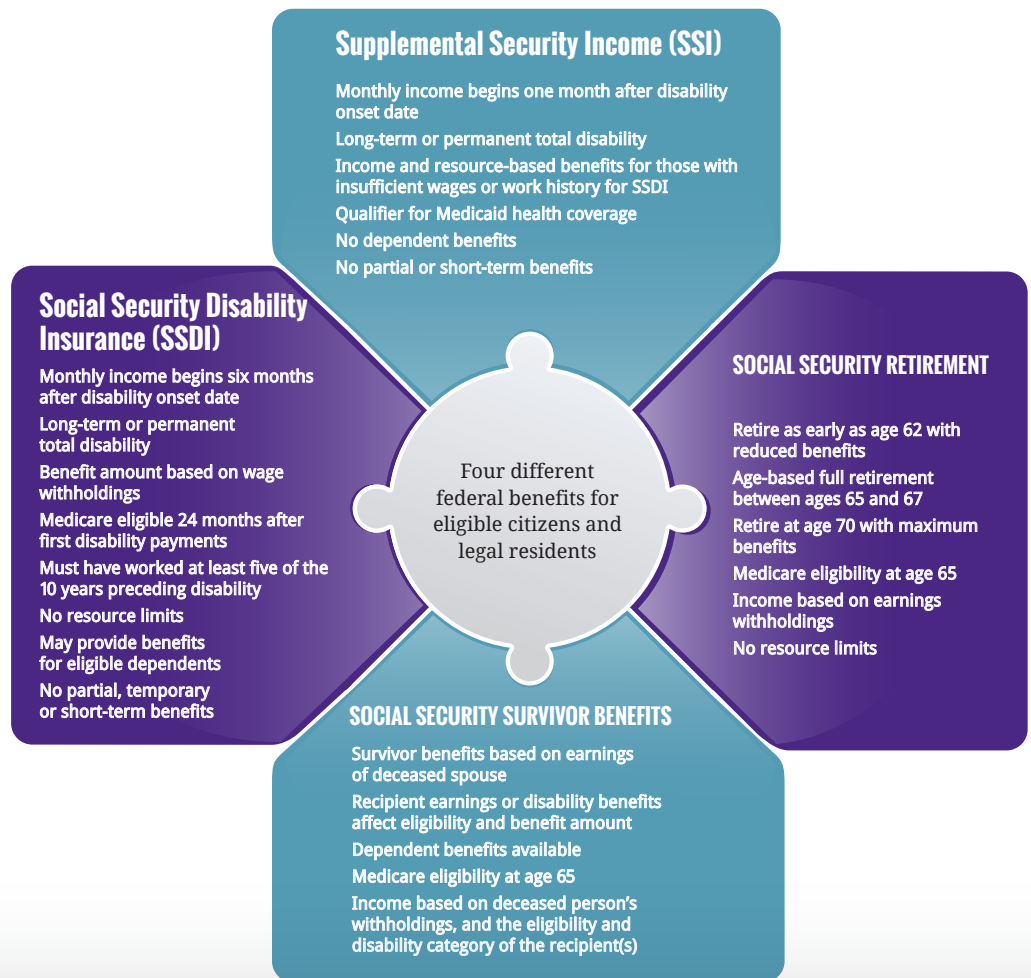 Supplemental Security Income (SSI)
Monthly income begins one month after disability
onset date
Long-term or permanent total disability
Income and resource-based benefits for those with
insufficient wages or work history for SSDI
Qualifier for Medicaid health coverage
No dependent benefits
No partial or short-term benefits
Social Security Disability
Insurance (SSDI)
Monthly income begins six months
after disability onset date
Long-term or permanent
total disability
Benefit amount based on wage
withholdings
Medicare eligible 24 months after
first disability payments
Must have worked at least five of the
10 years preceding disability
No resource limits
May provide benefits
for eligible dependents
No partial, temporary
or short-term benefits
Four different
federal benefits for
eligible citizens and
legal residents
SOCIAL SECURITY RETIREMENT
Retire as early as age 62 with
reduced benefits
Age-based full retirement
between ages 65 and 67
Retire at age 70 with maximum
benefits
Medicare eligibility at age 65
Income based on earnings
withholdings
No resource limits
SOCIAL SECURITY SURVIVOR BENEFITS
Survivor benefits based on earnings
of deceased spouse
Recipient earnings or disability benefits
affect eligibility and benefit amount
Dependent benefits available
Medicare eligibility at age 65
Income based on deceased person's
withholdings, and the eligibility and
disability category of the recipient(s)